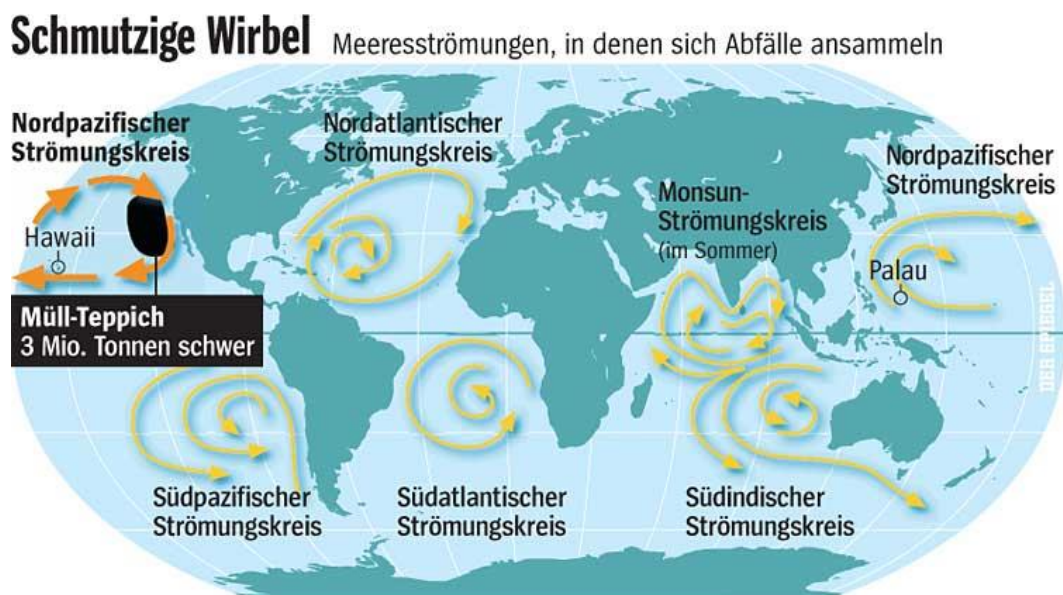 Schmutzige Wirbel Meeresströmungen, in denen sich Abfälle ansammeln
Nordpazifischer
Strömungskreis
Nordatlantischer
Strömungskreis
Nordpazifischer
Strömungskreis
Monsun-
Strömungskreis
(im Sommer)
Hawaii
Palau
Müll-Teppich
3 Mio. Tonnen schwer
DER SPIEGEL
Südpazifischer
Strömungskreis
Südatlantischer
Strömungskreis
Südindischer
Strömungskreis